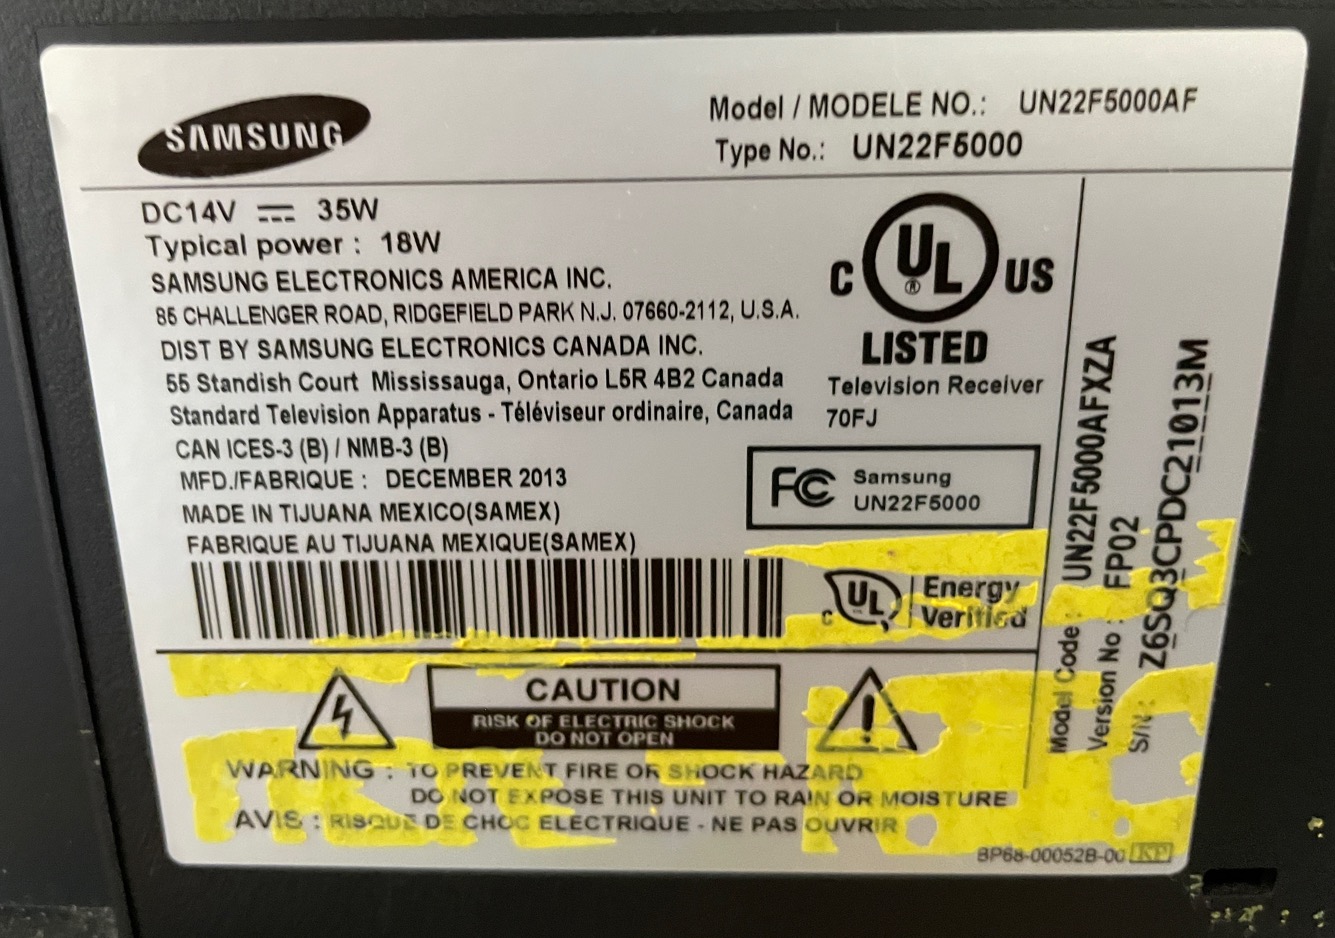 SAMSUNG
Model / MODELE NO.: UN22F5000AF
Type No.: UN22F5000
DC14V ⎓ 35W
Typical power : 18W
SAMSUNG ELECTRONICS AMERICA INC.
85 CHALLENGER ROAD, RIDGEFIELD PARK N.J. 07660-2112, U.S.A.
DIST BY SAMSUNG ELECTRONICS CANADA INC.
55 Standish Court Mississauga, Ontario L5R 4B2 Canada
Standard Television Apparatus - Téléviseur ordinaire, Canada
CAN ICES-3 (B) / NMB-3 (B)
MFD./FABRIQUE : DECEMBER 2013
MADE IN TIJUANA MEXICO(SAMEX)
FABRIQUE AU TIJUANA MEXIQUE(SAMEX)
C UL ® US
LISTED
Television Receiver
70FJ
FC Samsung
UN22F5000
c UL Energy
Verified
Model Code : UN22F5000AFXZA
Version No : FP02
S/N : Z6SQ3CPDC21013M
CAUTION
RISK OF ELECTRIC SHOCK
DO NOT OPEN
WARNING : TO PREVENT FIRE OR SHOCK HAZARD
DO NOT EXPOSE THIS UNIT TO RAIN OR MOISTURE
AVIS : RISQUE DE CHOC ELECTRIQUE - NE PAS OUVRIR
BP68-00052B-00 KP